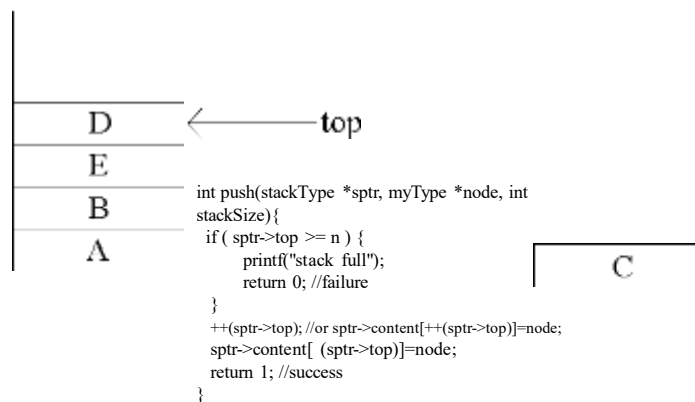 D
top
E
B
A
int push(stackType *sptr, myType *node, int
stackSize){
if ( sptr->top >= n ) {
printf("stack full");
return 0; //failure
}
++(sptr->top); //or sptr->content[++(sptr->top)]=node;
sptr->content[ (sptr->top)]=node;
return 1; //success
}
C